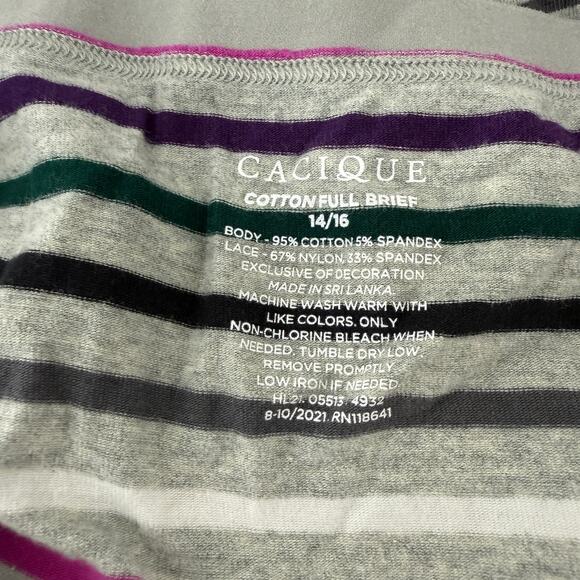 CACIQUE
COTTON FULL BRIEF
14/16
BODY - 95% COTTON 5% SPANDEX
LACE - 67% NYLON, 33% SPANDEX
EXCLUSIVE OF DECORATION
MADE IN SRI LANKA.
MACHINE WASH WARM WITH
LIKE COLORS. ONLY
NON-CHLORINE BLEACH WHEN
NEEDED. TUMBLE DRY LOW.
REMOVE PROMPTLY.
LOW IRON IF NEEDED.
HL21. 05513. 4932
8-10/2021. RN118641